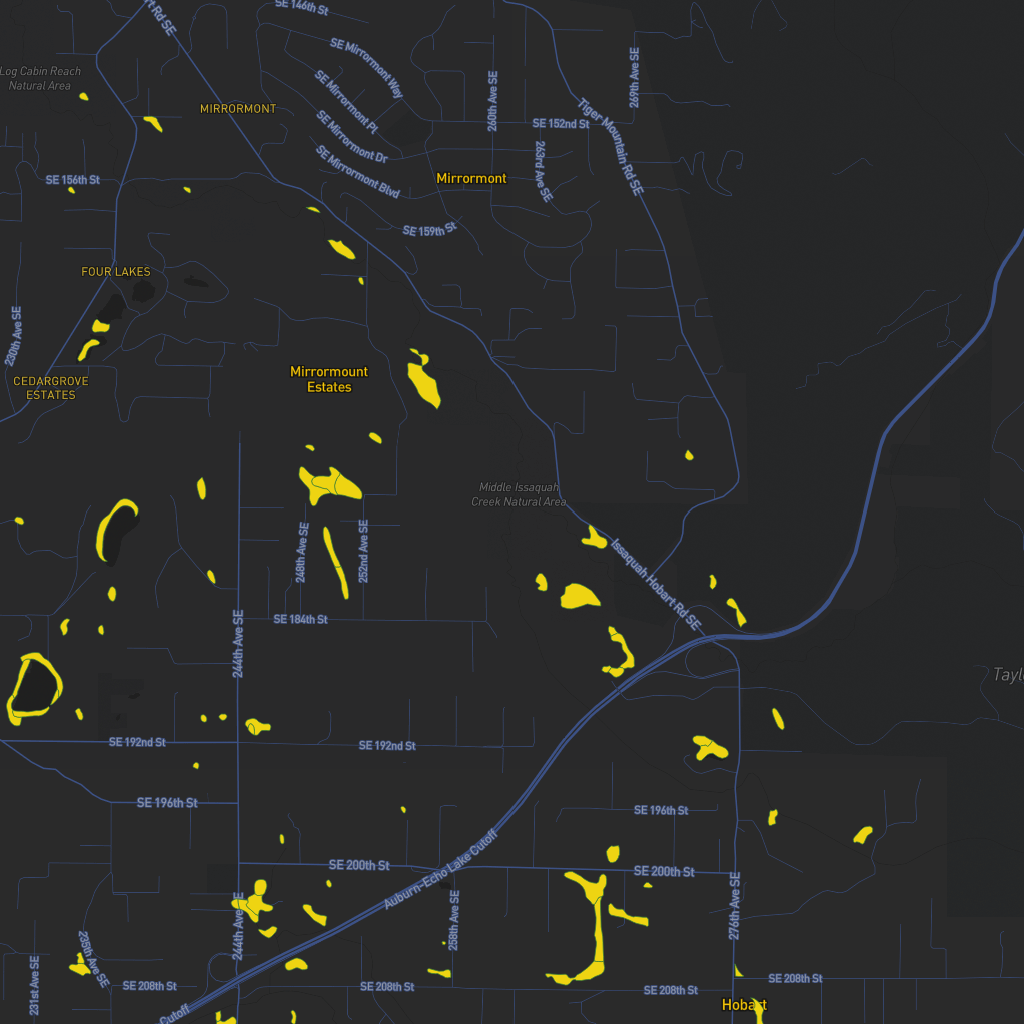 SE 146th St
Rd SE
SE Mirrormont Way
Log Cabin Reach
Natural Area
260th Ave SE
269th Ave SE
SE Mirrormont Pl
MIRRORMONT
Tiger Mountain Rd SE
SE 152nd St
SE Mirrormont Dr
263rd Ave SE
SE Mirrormont Blvd
SE 156th St
Mirrormont
SE 159th St
FOUR LAKES
230th Ave SE
Mirrormount
Estates
CEDARGROVE
ESTATES
Middle Issaquah
Creek Natural Area
248th Ave SE
252nd Ave SE
Issaquah Hobart Rd SE
SE 184th St
244th Ave SE
SE 192nd St
SE 192nd St
SE 196th St
SE 196th St
Auburn-Echo Lake Cutoff
SE 200th St
SE 200th St
276th Ave SE
244th Ave SE
258th Ave SE
235th Ave SE
231st Ave SE
SE 208th St
SE 208th St
SE 208th St
SE 208th St
Hobart
Cutoff